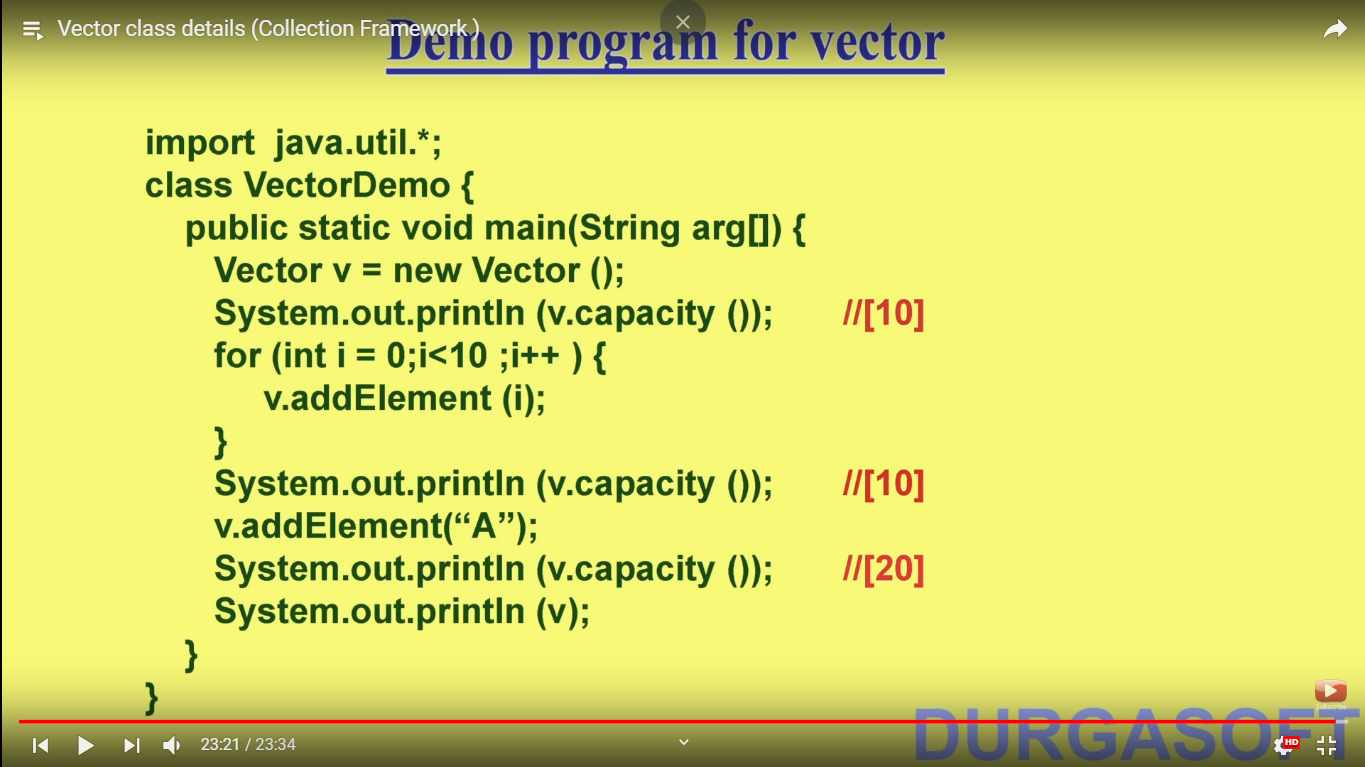 Vector class details (Collection Framework )
Demo program for vector
import java.util.*;
class VectorDemo {
public static void main(String arg[]) {
Vector v = new Vector ();
System.out.println (v.capacity ()); //[10]
for (int i = 0;i<10 ;i++ ) {
v.addElement (i);
}
System.out.println (v.capacity ()); //[10]
v.addElement(“A”);
System.out.println (v.capacity ()); //[20]
System.out.println (v);
}
}
Subscribe
DURGASOFT
23:21 / 23:34
HD